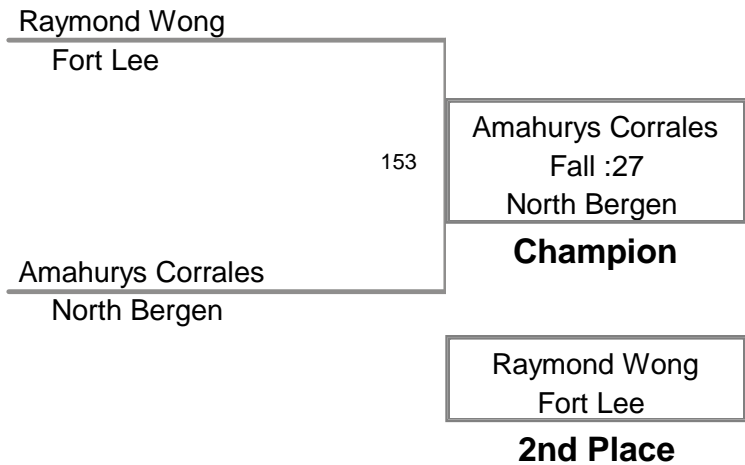 Raymond Wong
Fort Lee
153
Amahurys Corrales
Fall :27
North Bergen
Champion
Amahurys Corrales
North Bergen
Raymond Wong
Fort Lee
2nd Place